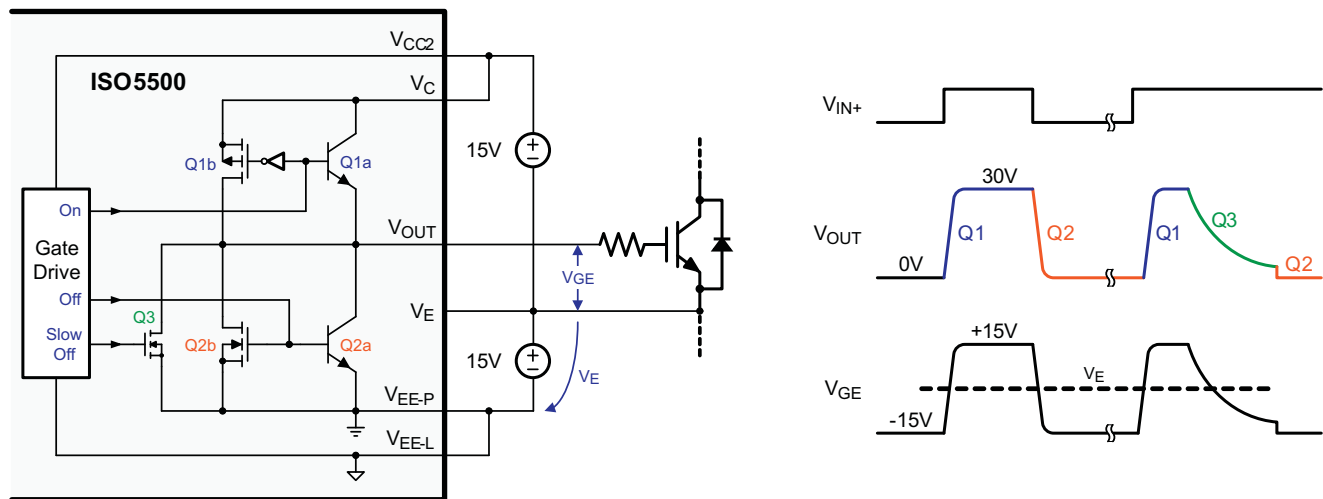 ISO5500
VCC2
VC
Q1b
Q1a
15V
On
Gate
Drive
VOUT
VGE
Off
VE
Q3
Slow
Off
Q2b
Q2a
15V
VE
VEE-P
VEE-L
VIN+
30V
VOUT
Q1
Q2
Q1
Q3
0V
Q2
+15V
VE
VGE
-15V